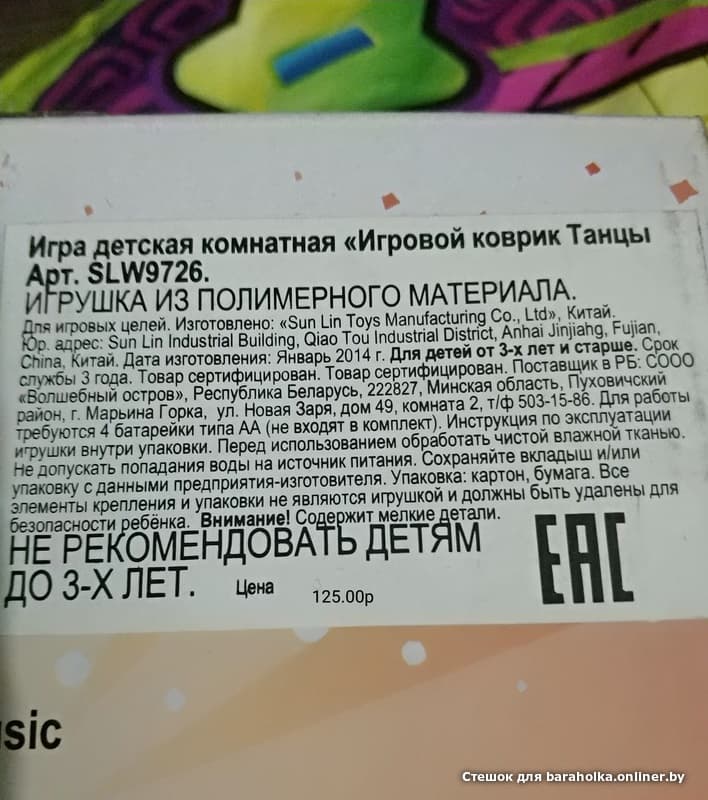 Игра детская комнатная «Игровой коврик Танцы
Арт. SLW9726.
ИГРУШКА ИЗ ПОЛИМЕРНОГО МАТЕРИАЛА.
Для игровых целей. Изготовлено: «Sun Lin Toys Manufacturing Co., Ltd», Китай.
Юр. адрес: Sun Lin Industrial Building, Qiao Tou Industrial District, Anhai Jinjiahg, Fujian,
China, Китай. Дата изготовления: Январь 2014 г. Для детей от 3-х лет и старше. Срок
службы 3 года. Товар сертифицирован. Товар сертифицирован. Поставщик в РБ: СООО
«Волшебный остров», Республика Беларусь, 222827, Минская область, Пуховичский
район, г. Марьина Горка, ул. Новая Заря, дом 49, комната 2, т/ф 503-15-86. Для работы
требуются 4 батарейки типа АА (не входят в комплект). Инструкция по эксплуатации
игрушки внутри упаковки. Перед использованием обработать чистой влажной тканью.
Не допускать попадания воды на источник питания. Сохраняйте вкладыш и/или
упаковку с данными предприятия-изготовителя. Упаковка: картон, бумага. Все
элементы крепления и упаковки не являются игрушкой и должны быть удалены для
безопасности ребёнка. Внимание! Содержит мелкие детали.
НЕ РЕКОМЕНДОВАТЬ ДЕТЯМ
ДО 3-Х ЛЕТ. Цена 125.00р
EAC
sic
Стешок для baraholka.onliner.by